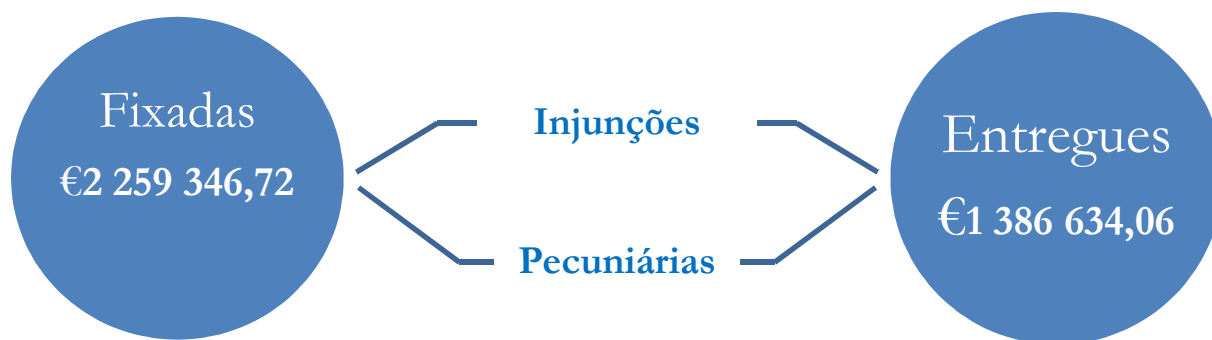 Fixadas
€2 259 346,72
Injunções
Pecuniárias
Entregues
€1 386 634,06